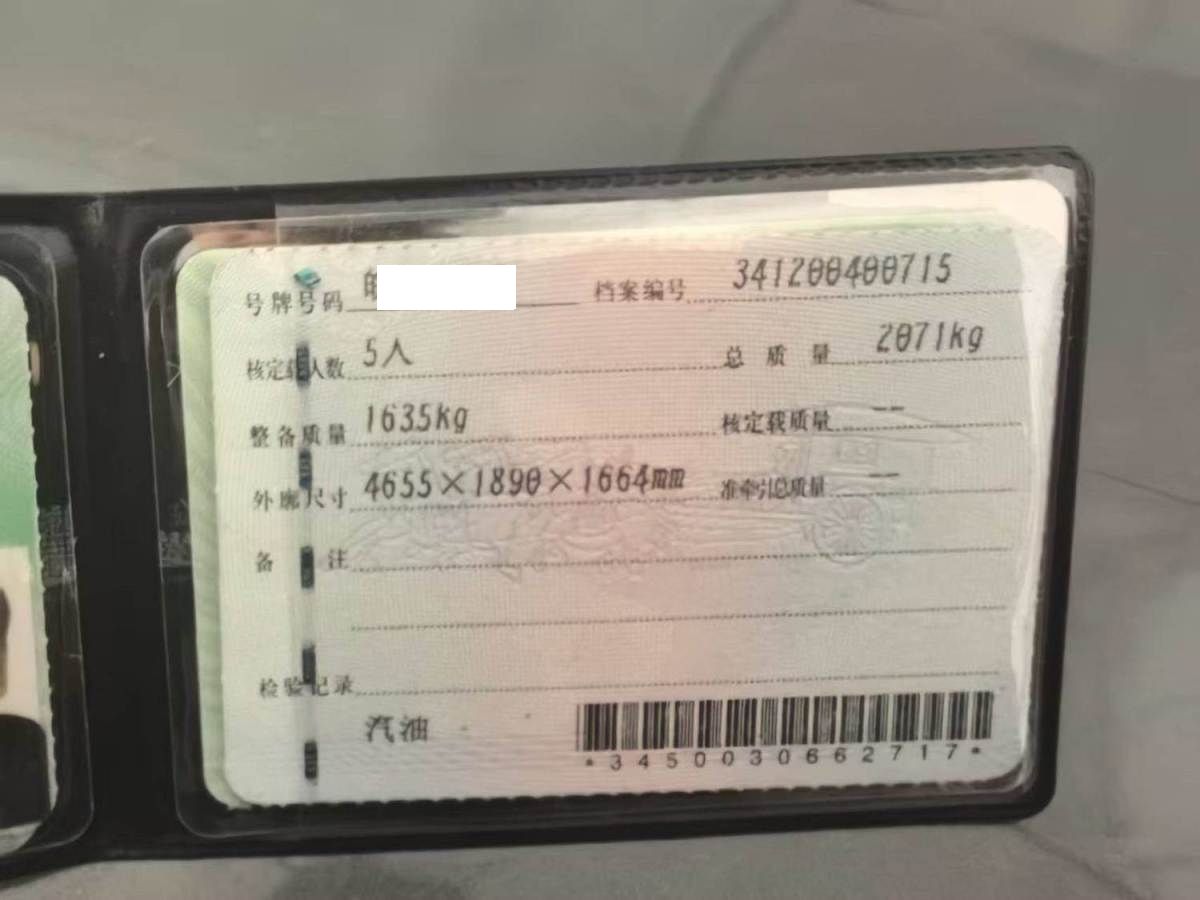 号牌号码 皖 档案编号 341200400715
核定载人数 5人 总质量 2071kg
整备质量 1635kg 核定载质量 --
外廓尺寸 4655×1890×1664mm 准牵引总质量 --
备注
检验记录
汽油
*3450030662717*